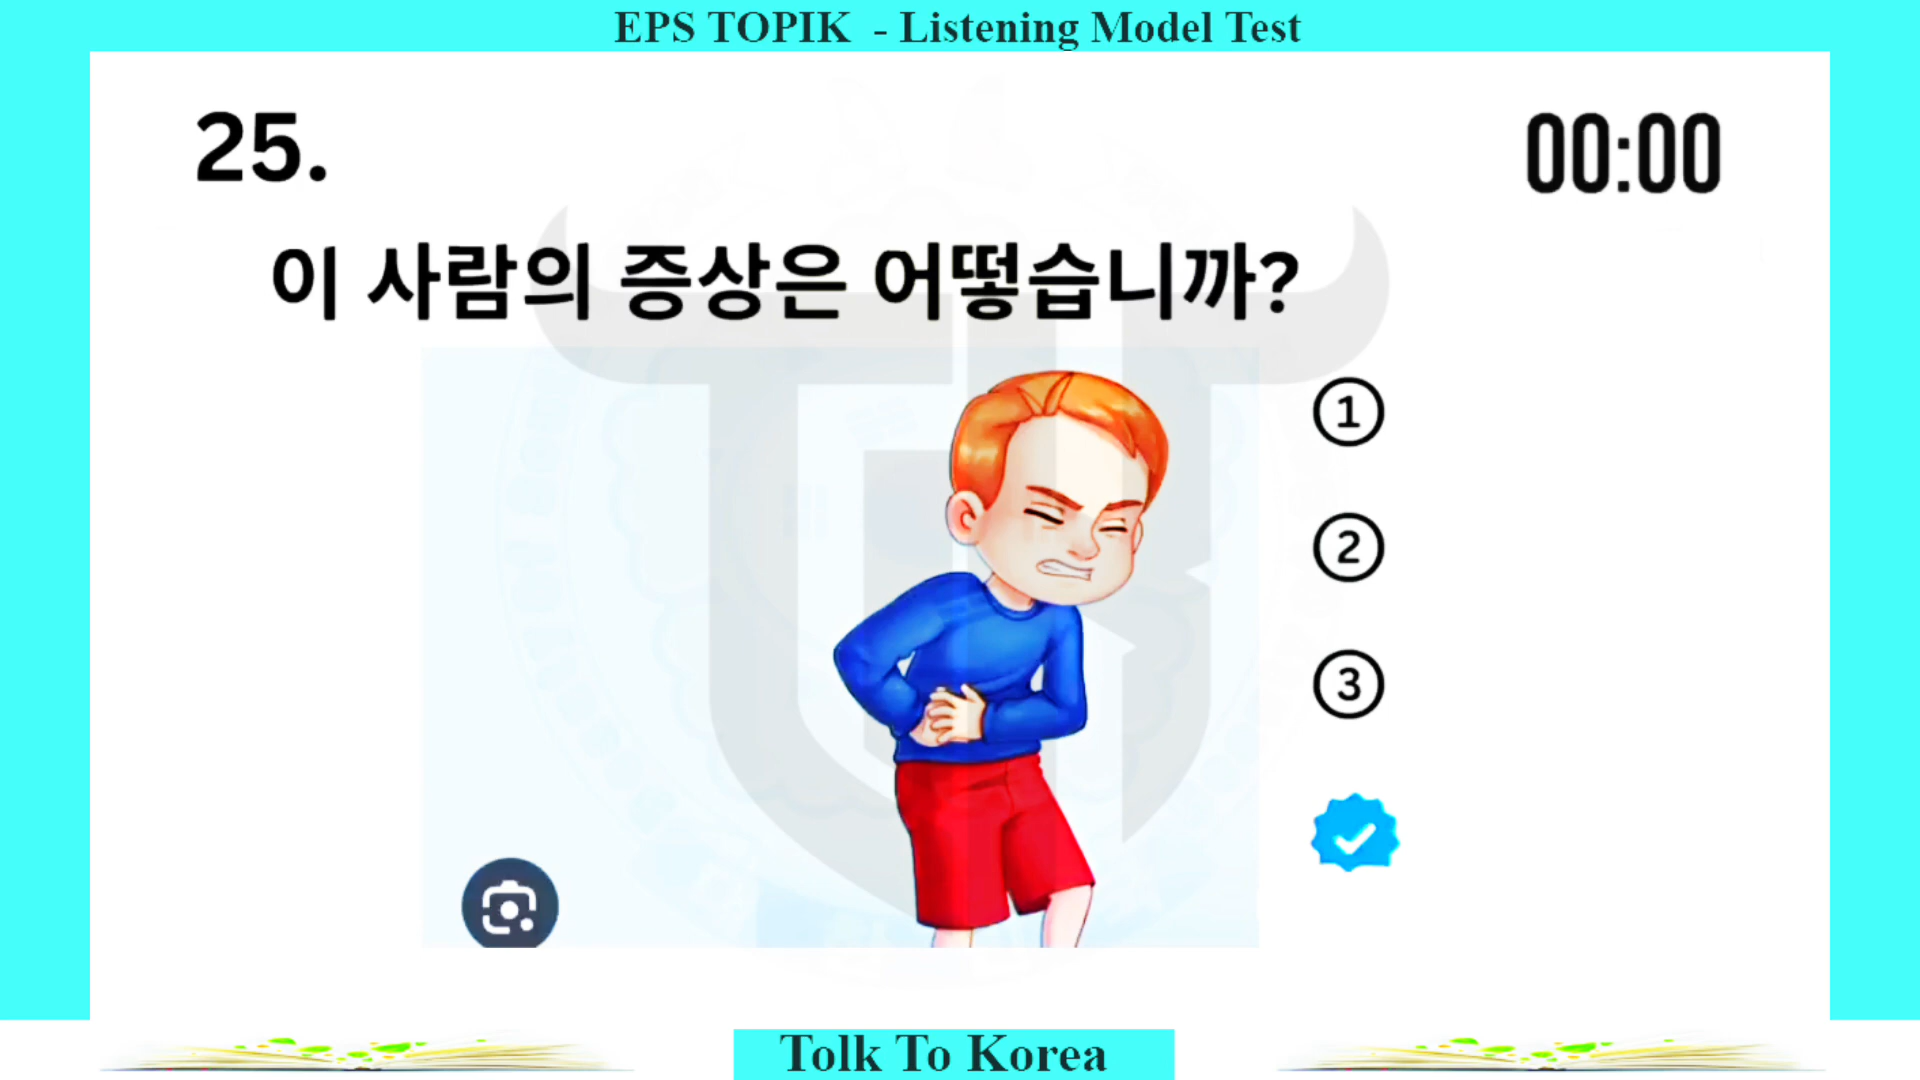 EPS TOPIK - Listening Model Test
25.
00:00
이 사람의 증상은 어떻습니까?
①
②
③
Tolk To Korea